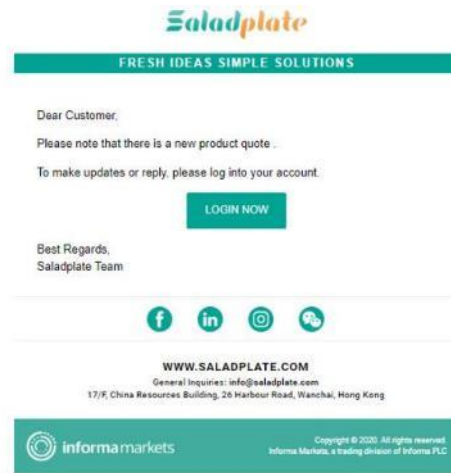 Saladplate
FRESH IDEAS SIMPLE SOLUTIONS
Dear Customer,
Please note that there is a new product quote .
To make updates or reply, please log into your account.
LOGIN NOW
Best Regards,
Saladplate Team
WWW.SALADPLATE.COM
General Inquiries: info@saladplate.com
17/F, China Resources Building, 26 Harbour Road, Wanchai, Hong Kong
informa markets
Copyright © 2020. All rights reserved.
Informa Markets, a trading division of Informa PLC